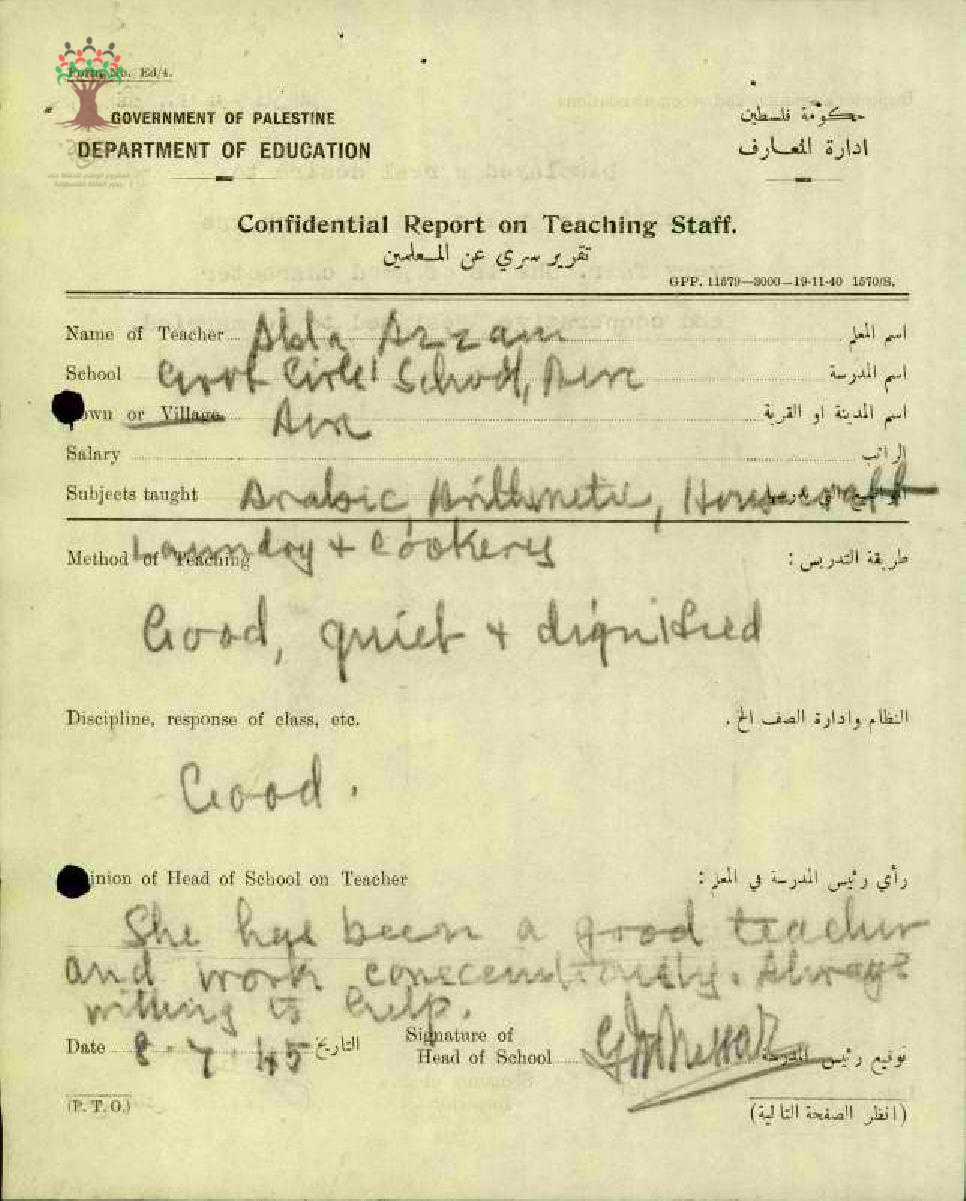 Form No. Ed/4.
GOVERNMENT OF PALESTINE
حكومة فلسطين
DEPARTMENT OF EDUCATION
ادارة المعارف
Confidential Report on Teaching Staff.
تقرير سري عن المعلمين
GPP. 11579—3000—19-11-40 1570/S.
Name of Teacher Abla Azzam اسم المعلم
School Govt Girls' School, اسم المدرسة
Town or Village اسم المدينة او القرية
Salary الراتب
Subjects taught Arabic, Arithmetic, Housecraft
Laundry & Cookery
Method of Teaching طريقة التدريس :
Good, quiet & dignified
Discipline, response of class, etc. النظام وادارة الصف الخ .
Good.
Opinion of Head of School on Teacher رأي رئيس المدرسة في المعلم :
She has been a good teacher
and work conscientiously. Always
willing to help.
Date 8.7.45 التاريخ Signature of
Head of School توقيع رئيس المدرسة
(P. T. O.) (انظر الصفحة التالية)